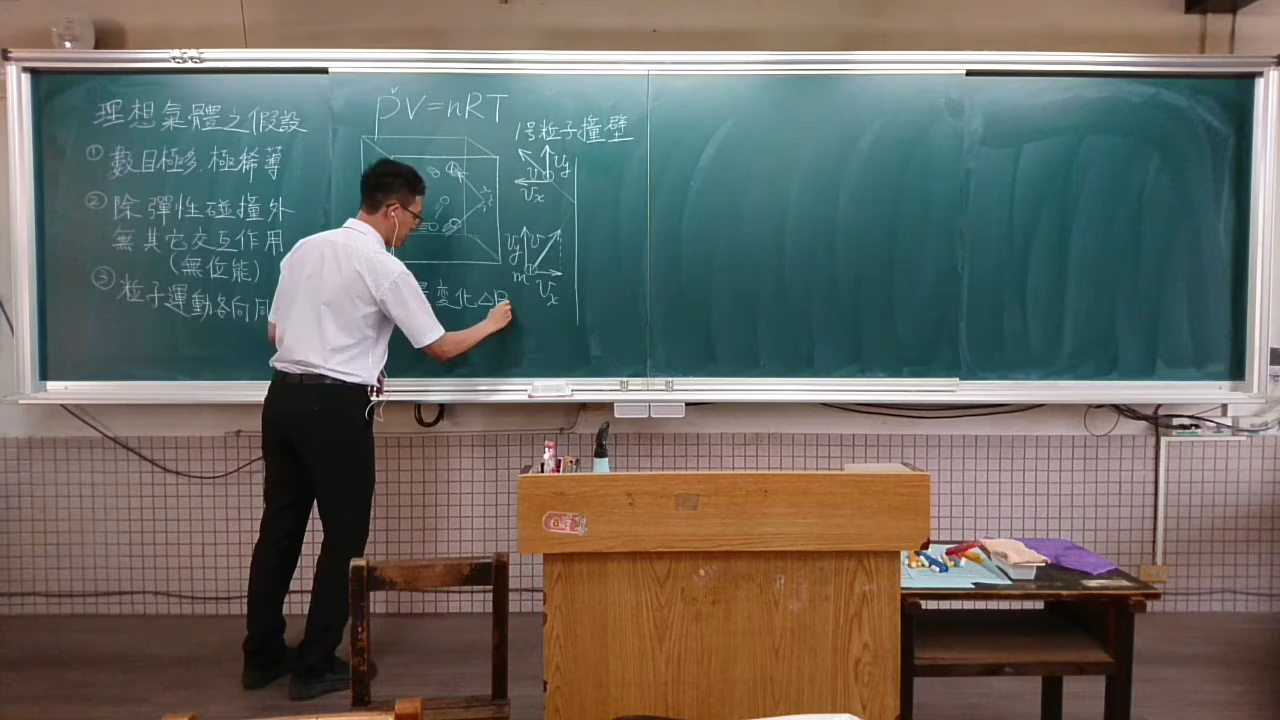 理想氣體之假設
① 數目極多,極稀薄
② 除彈性碰撞外
無其它交互作用
(無位能)
③ 粒子運動各向同
PV=nRT
1號粒子撞壁
v
vy
vx
vy
v
m
vx
變化△P